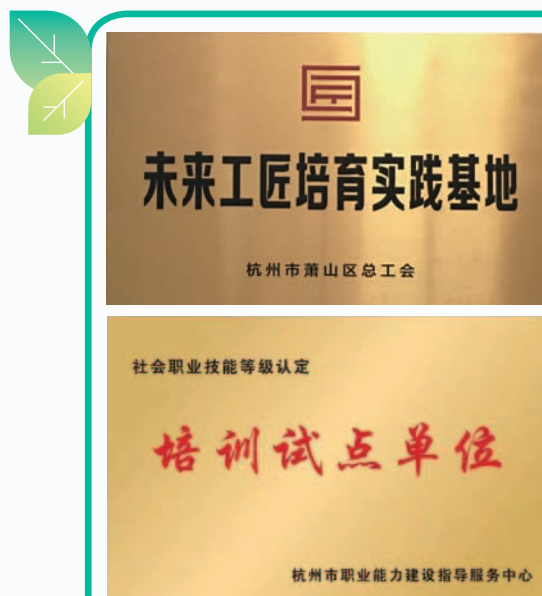 未来工匠培育实践基地
杭州市萧山区总工会
社会职业技能等级认定
培训试点单位
杭州市职业能力建设指导服务中心